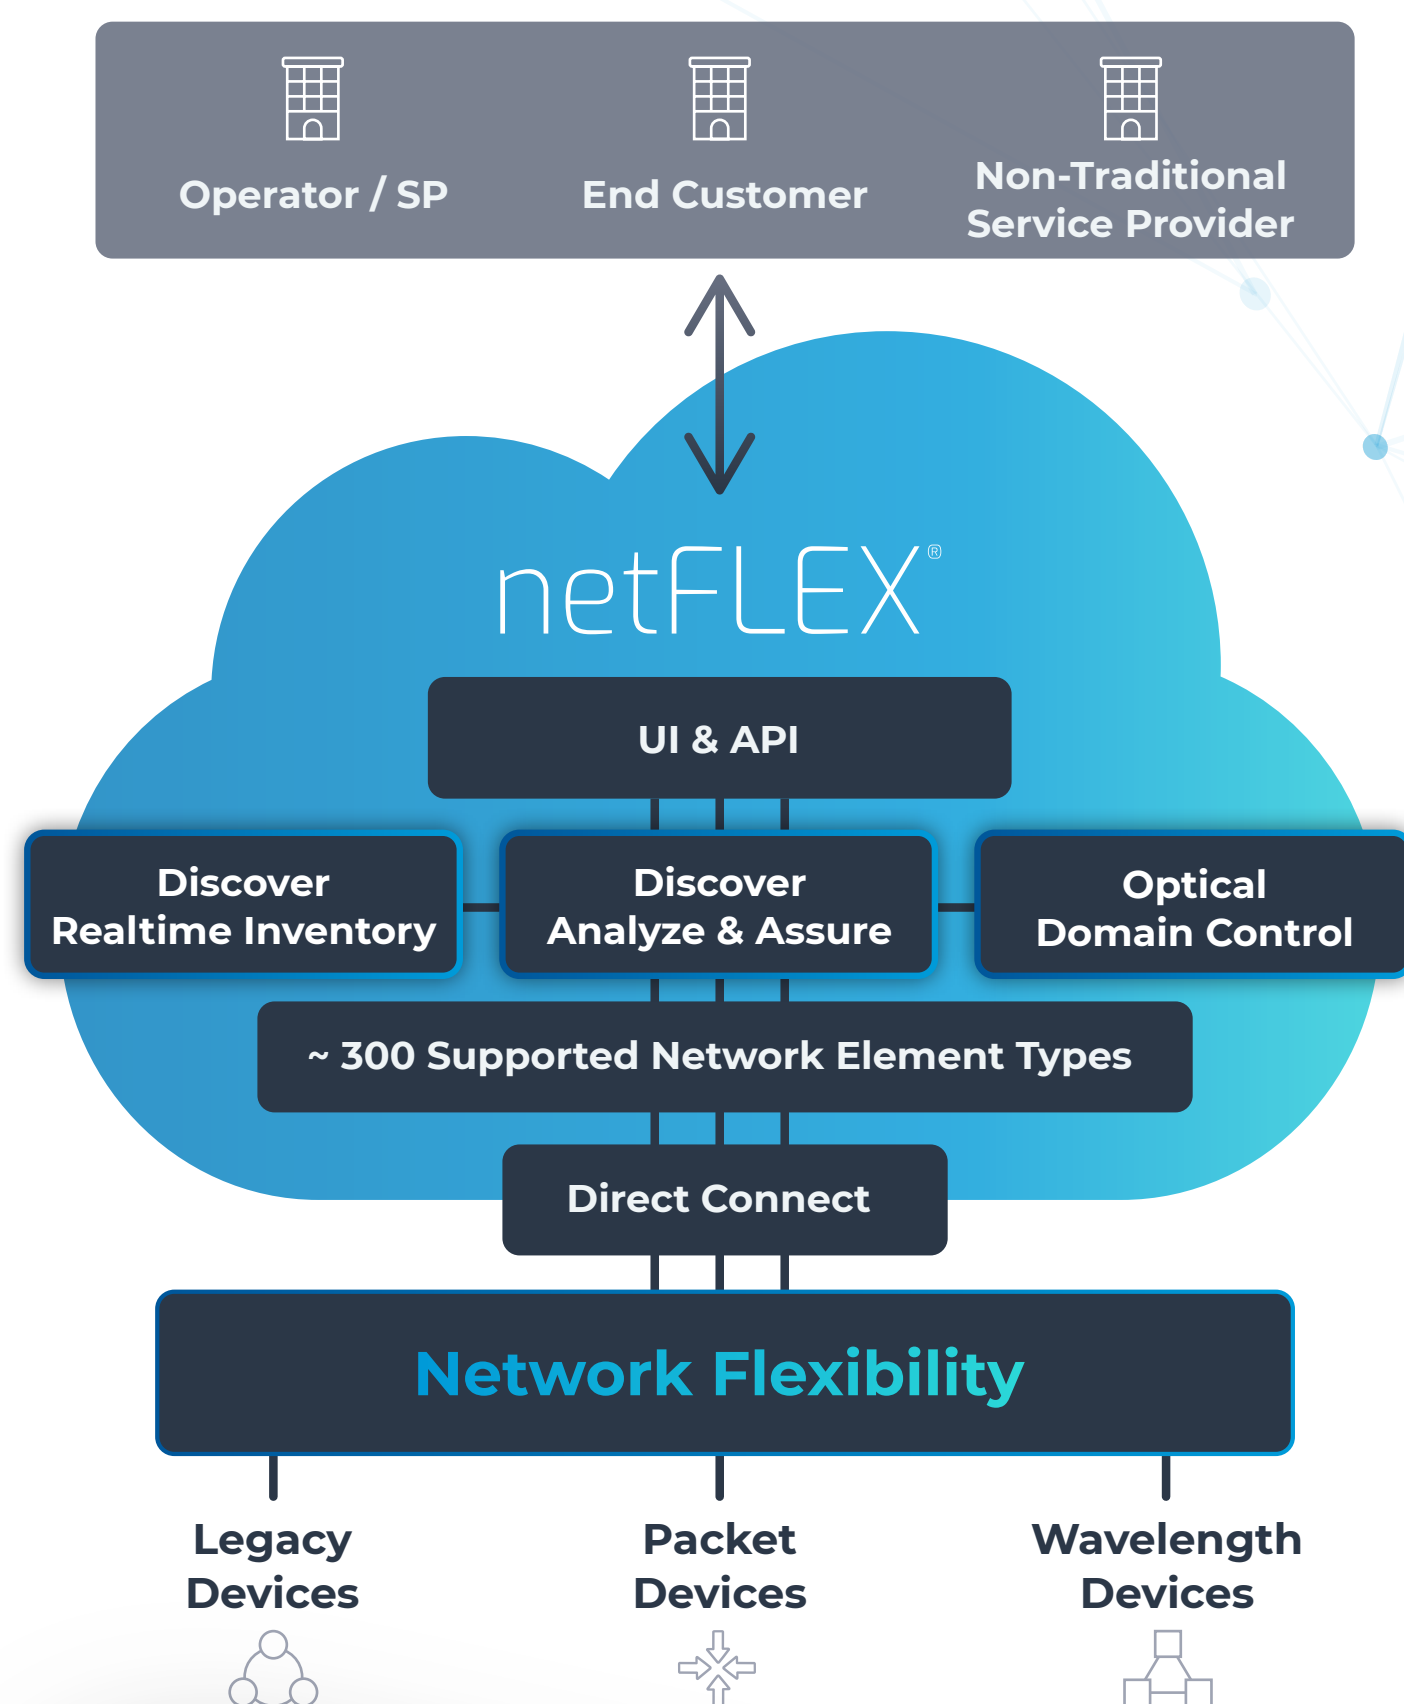 Operator / SP
End Customer
Non-Traditional
Service Provider
netFLEX®
UI & API
Discover
Realtime Inventory
Discover
Analyze & Assure
Optical
Domain Control
~ 300 Supported Network Element Types
Direct Connect
Network Flexibility
Legacy
Devices
Packet
Devices
Wavelength
Devices